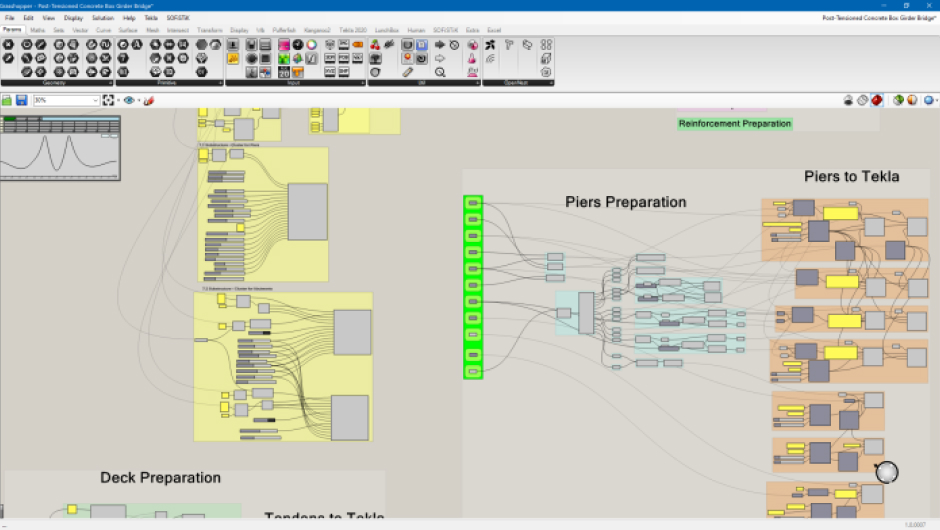 Grasshopper - Post-Tensioned Concrete Box Girder Bridge*
File Edit View Display Solution Help Tekla SOFiSTiK
Post-Tensioned Concrete Box Girder Bridge*
Params Maths Sets Vector Curve Surface Mesh Intersect Transform Display Pufferfish Kangaroo2 Tekla 2020 LunchBox Human SOFiSTiK Extra Excel
Geometry Primitive Input Util
30%
Reinforcement Preparation
Piers to Tekla
Piers Preparation
Deck Preparation
Tendons to Tekla
1.0.0007